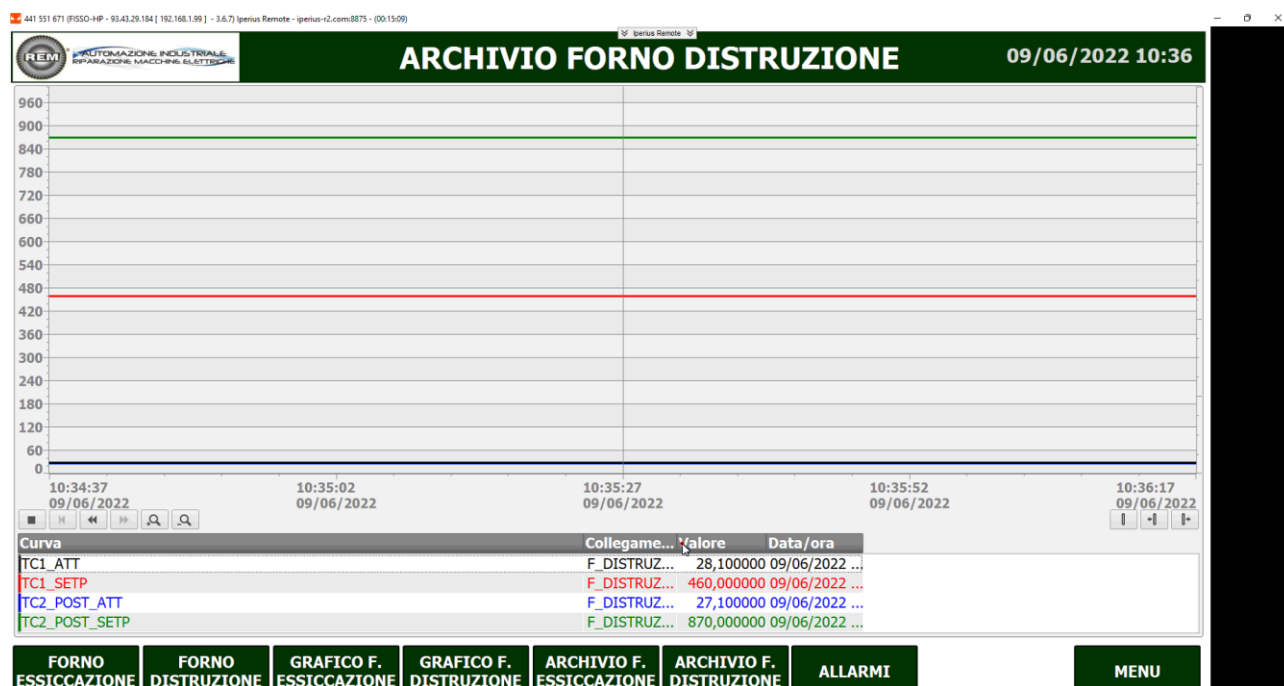 441 551 671 (FISSO-HP - 93.43.29.184 [ 192.168.1.99 ] - 3.6.7) Iperius Remote - iperius-r2.com:8875 - (00:15:09)
Iperius Remote
REM
AUTOMAZIONE INDUSTRIALE
RIPARAZIONE MACCHINE ELETTRICHE
ARCHIVIO FORNO DISTRUZIONE
09/06/2022 10:36
960
900
840
780
720
660
600
540
480
420
360
300
240
180
120
60
0
10:34:37 10:35:02 10:35:27 10:35:52 10:36:17
09/06/2022 09/06/2022 09/06/2022 09/06/2022 09/06/2022
Curva Collegame... Valore Data/ora
TC1_ATT F_DISTRUZ... 28,100000 09/06/2022 ...
TC1_SETP F_DISTRUZ... 460,000000 09/06/2022 ...
TC2_POST_ATT F_DISTRUZ... 27,100000 09/06/2022 ...
TC2_POST_SETP F_DISTRUZ... 870,000000 09/06/2022 ...
FORNO FORNO GRAFICO F. GRAFICO F. ARCHIVIO F. ARCHIVIO F. ALLARMI MENU
ESSICCAZIONE DISTRUZIONE ESSICCAZIONE DISTRUZIONE ESSICCAZIONE DISTRUZIONE